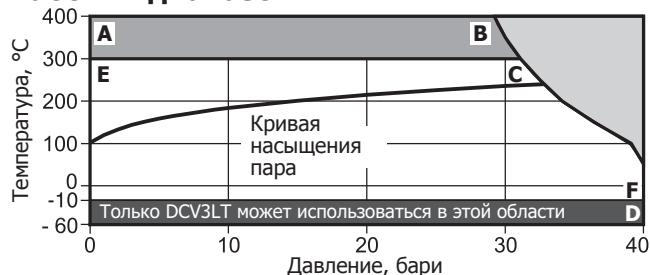 400
A
B
300
E
C
200
Кривая
насыщения
пара
100
0
F
-10
Только DCV3LT может использоваться в этой области
D
- 60
0
10
20
30
40
Температура, °C
Давление, бари